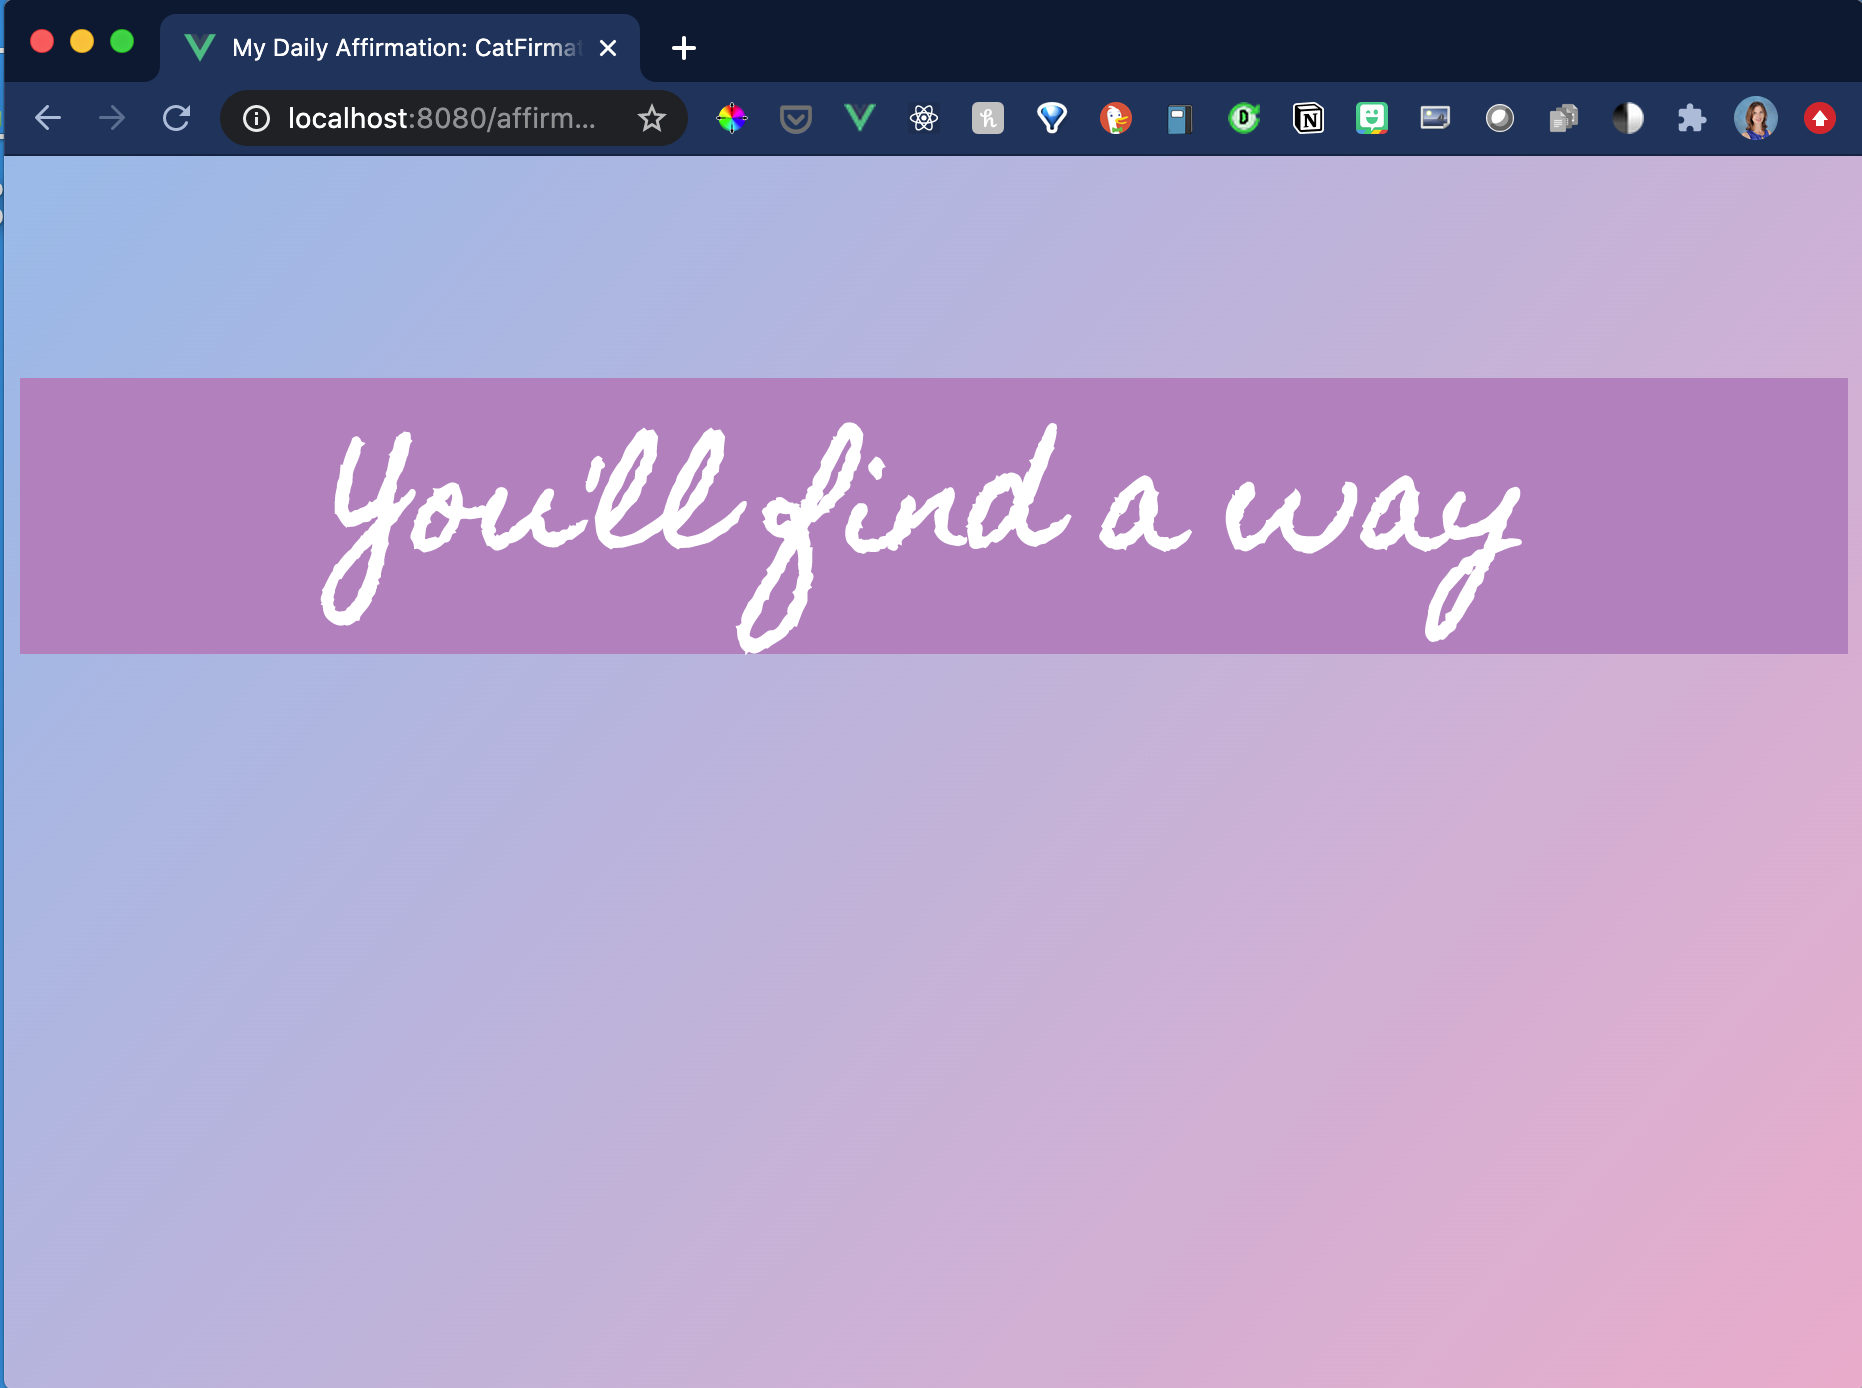 My Daily Affirmation: CatFirmat
localhost:8080/affirm...
You'll find a way